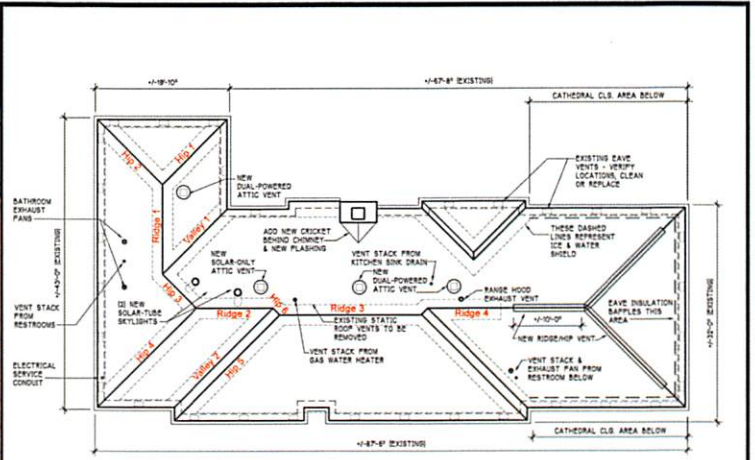 +/-19'-10"
+/-67'-8" (EXISTING)
CATHEDRAL CLG. AREA BELOW
Hip 2
Hip 1
EXISTING EAVE
VENTS - VERIFY
LOCATIONS, CLEAN
OR REPLACE
NEW
DUAL-POWERED
ATTIC VENT
BATHROOM
EXHAUST
FANS
Ridge 1
Valley 1
ADD NEW CRICKET
BEHIND CHIMNEY
& NEW FLASHING
THESE DASHED
LINES REPRESENT
ICE & WATER
SHIELD
NEW
SOLAR-ONLY
ATTIC VENT
VENT STACK FROM
KITCHEN SINK DRAIN
NEW
DUAL-POWERED
ATTIC VENT
Hip 3
Hip 6
RANGE HOOD
EXHAUST VENT
VENT STACK
FROM
RESTROOMS
(2) NEW
SOLAR-TUBE
SKYLIGHTS
Ridge 2
Ridge 3
Ridge 4
EAVE INSULATION
BAFFLES THIS
AREA
+/-10'-0"
EXISTING STATIC
ROOF VENTS TO BE
REMOVED
NEW RIDGE/HIP VENT
+/-32'-0" (EXISTING)
Hip 4
Valley 2
Hip 5
VENT STACK FROM
GAS WATER HEATER
VENT STACK &
EXHAUST FAN FROM
RESTROOM BELOW
ELECTRICAL
SERVICE
CONDUIT
CATHEDRAL CLG. AREA BELOW
+/-87'-6" (EXISTING)